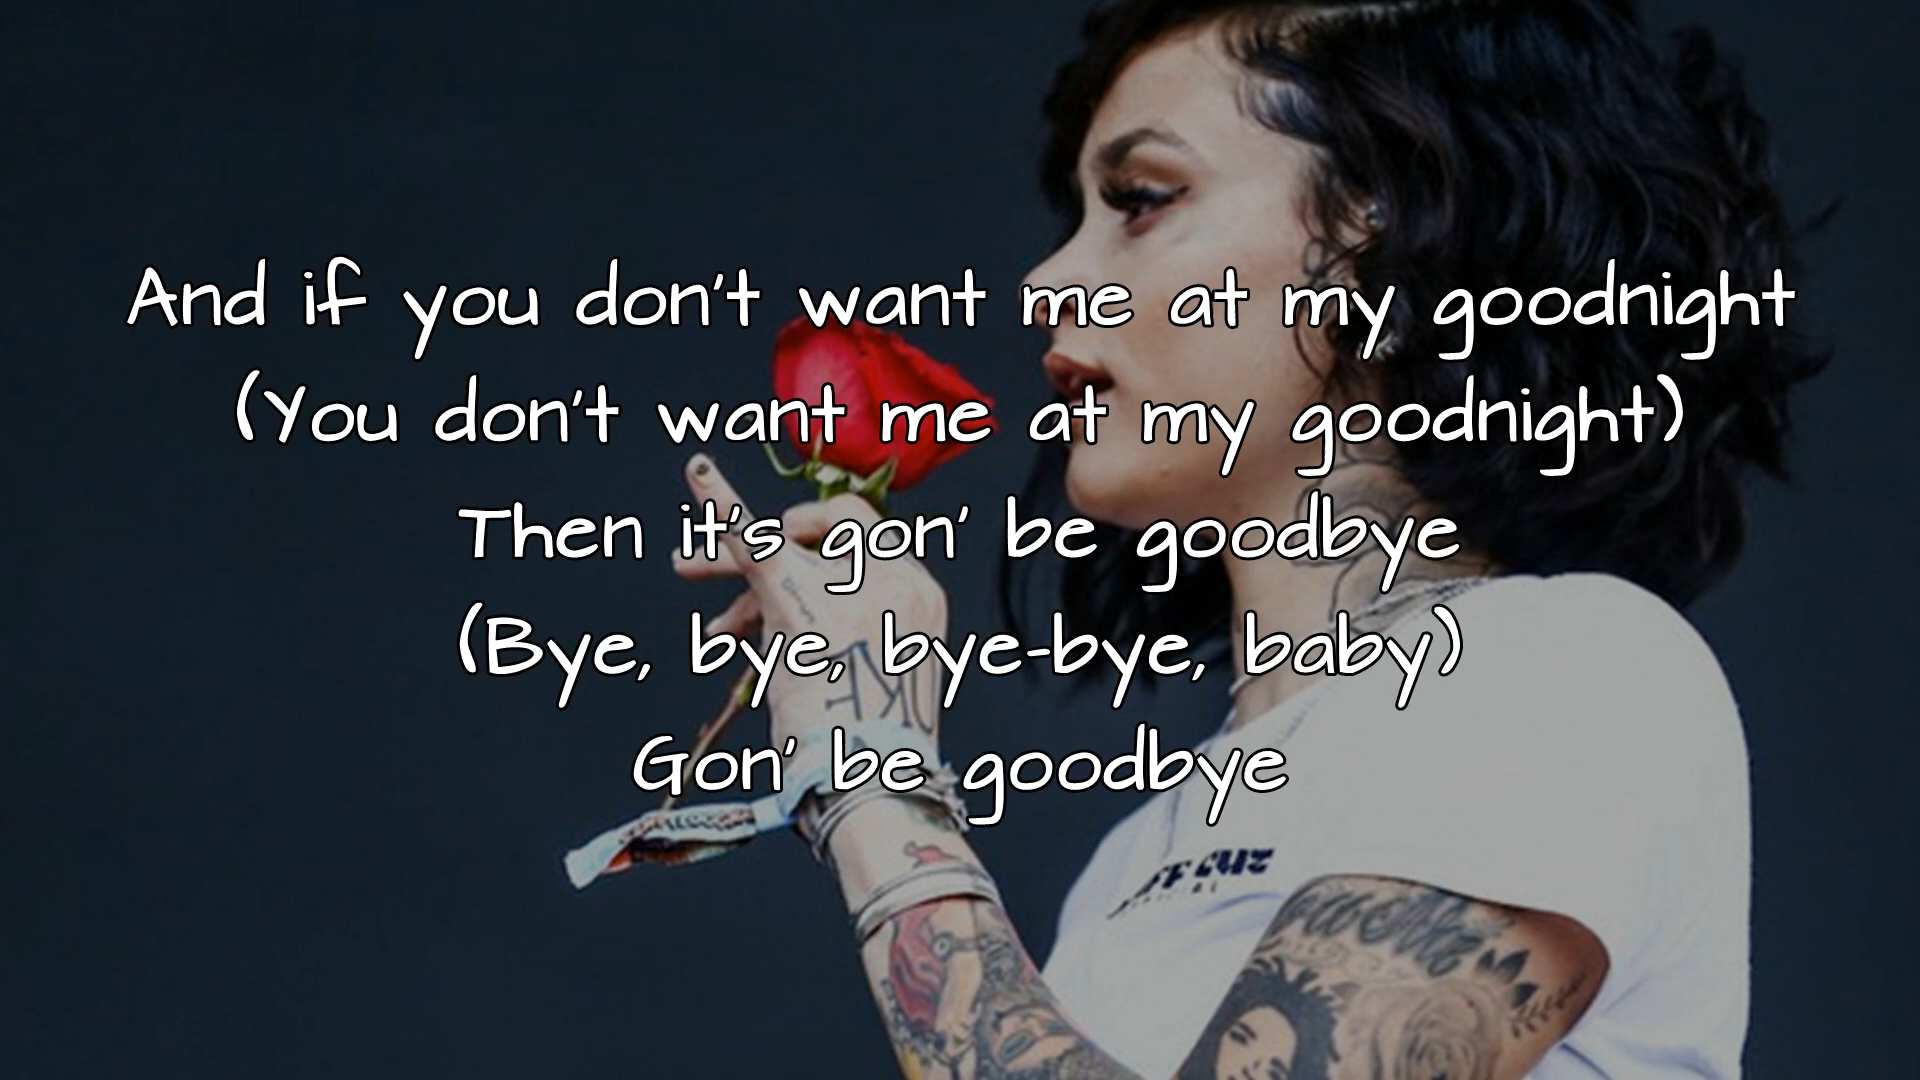 And if you don't want me at my goodnight
(You don't want me at my goodnight)
Then it's gon' be goodbye
(Bye, bye, bye-bye, baby)
Gon' be goodbye